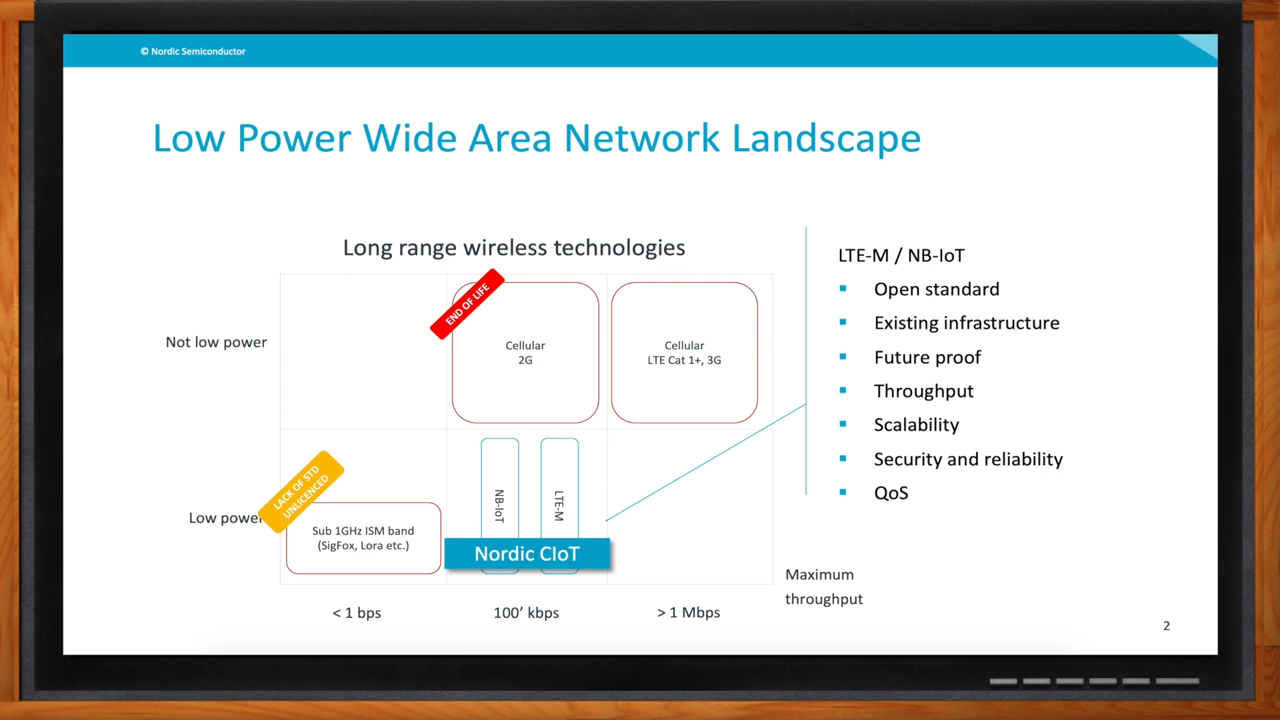 © Nordic Semiconductor
Low Power Wide Area Network Landscape
Long range wireless technologies
END OF LIFE
Not low power
Cellular
2G
Cellular
LTE Cat 1+, 3G
LACK OF STD
UNLICENCED
Low power
Sub 1GHz ISM band
(SigFox, Lora etc.)
NB-IoT
LTE-M
Nordic CIoT
< 1 bps
100’ kbps
> 1 Mbps
Maximum
throughput
LTE-M / NB-IoT
Open standard
Existing infrastructure
Future proof
Throughput
Scalability
Security and reliability
QoS
2